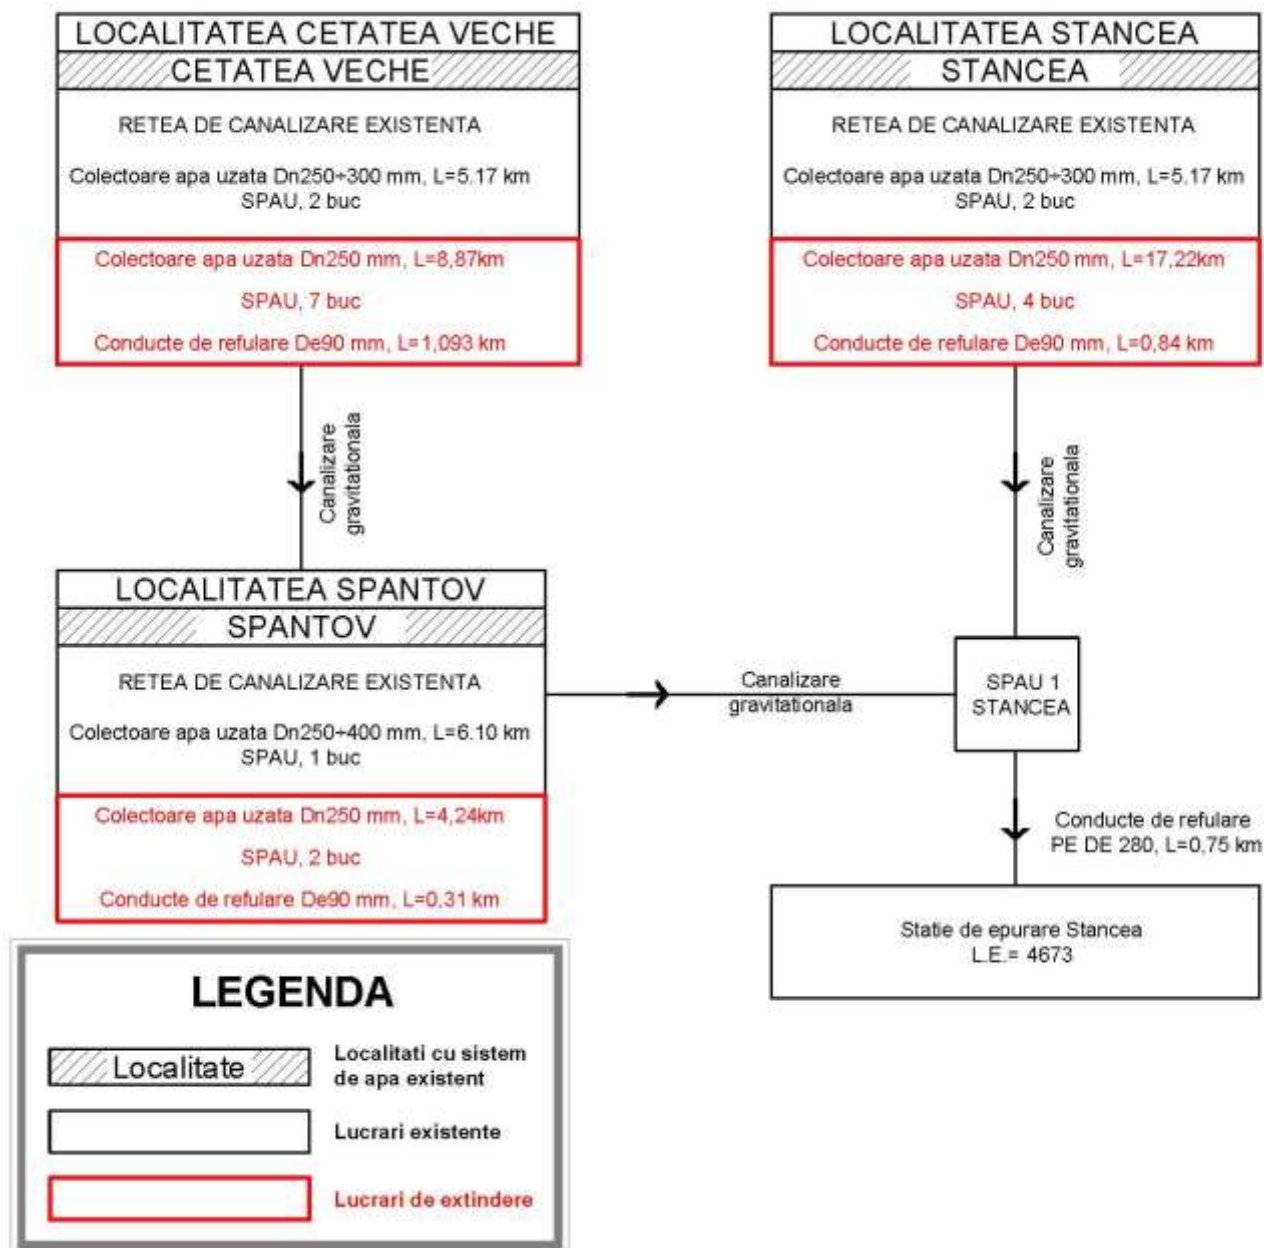 LOCALITATEA CETATEA VECHE
CETATEA VECHE
RETEA DE CANALIZARE EXISTENTA
Colectoare apa uzata Dn250÷300 mm, L=5.17 km
SPAU, 2 buc
Colectoare apa uzata Dn250 mm, L=8,87km
SPAU, 7 buc
Conducte de refulare De90 mm, L=1,093 km
Canalizare
gravitationala
LOCALITATEA STANCEA
STANCEA
RETEA DE CANALIZARE EXISTENTA
Colectoare apa uzata Dn250÷300 mm, L=5.17 km
SPAU, 2 buc
Colectoare apa uzata Dn250 mm, L=17,22km
SPAU, 4 buc
Conducte de refulare De90 mm, L=0,84 km
Canalizare
gravitationala
LOCALITATEA SPANTOV
SPANTOV
RETEA DE CANALIZARE EXISTENTA
Colectoare apa uzata Dn250÷400 mm, L=6.10 km
SPAU, 1 buc
Colectoare apa uzata Dn250 mm, L=4,24km
SPAU, 2 buc
Conducte de refulare De90 mm, L=0,31 km
Canalizare
gravitationala
SPAU 1
STANCEA
Conducte de refulare
PE DE 280, L=0,75 km
Statie de epurare Stancea
L.E.= 4673
LEGENDA
Localitate
Localitati cu sistem
de apa existent
Lucrari existente
Lucrari de extindere